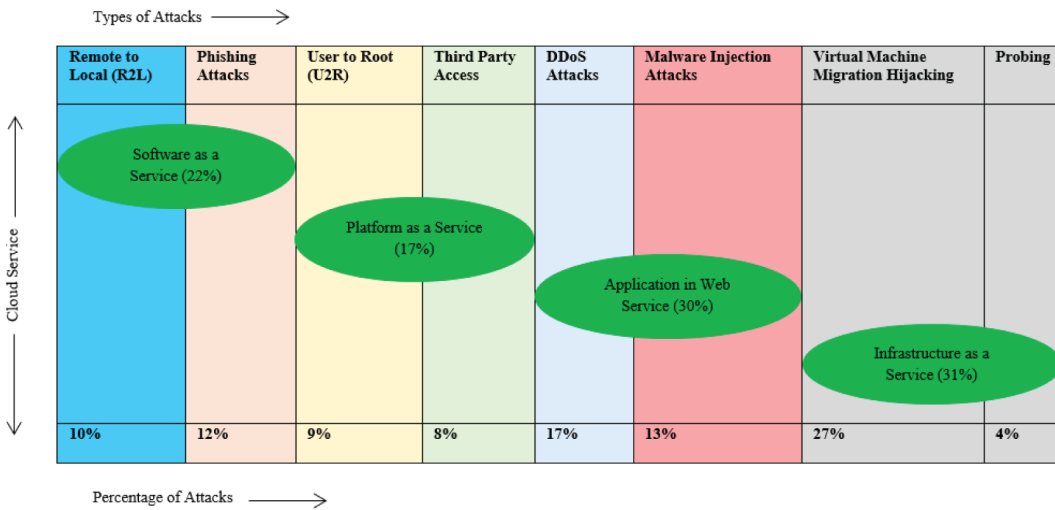 Types of Attacks
Remote to
Local (R2L)
Phishing
Attacks
User to Root
(U2R)
Third Party
Access
DDoS
Attacks
Malware Injection
Attacks
Virtual Machine
Migration Hijacking
Probing
Cloud Service
Software as a
Service (22%)
Platform as a Service
(17%)
Application in Web
Service (30%)
Infrastructure as a
Service (31%)
10%
12%
9%
8%
17%
13%
27%
4%
Percentage of Attacks